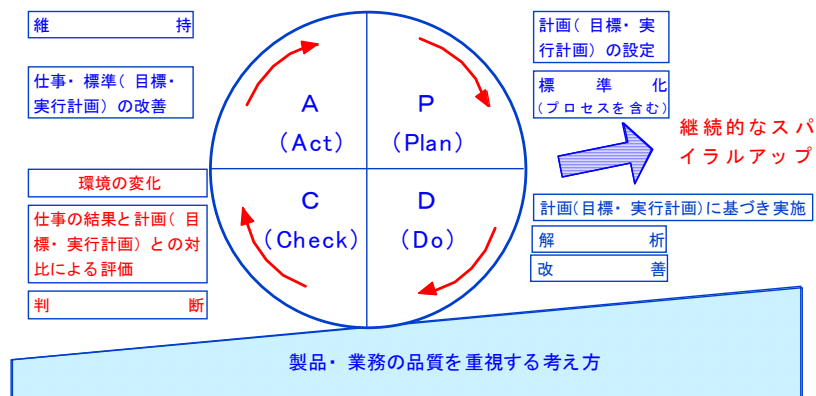 維持
仕事・標準(目標・
実行計画)の改善
環境の変化
仕事の結果と計画(目
標・実行計画)との対
比による評価
判断
A
(Act)
P
(Plan)
C
(Check)
D
(Do)
計画(目標・実
行計画)の設定
標準化
(プロセスを含む)
継続的なスパ
イラルアップ
計画(目標・実行計画)に基づき実施
解析
改善
製品・業務の品質を重視する考え方